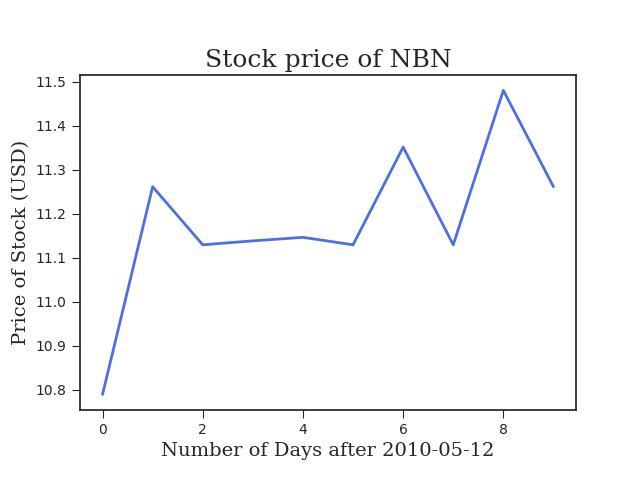 Stock price of NBN
Price of Stock (USD)
11.5
11.4
11.3
11.2
11.1
11.0
10.9
10.8
0 2 4 6 8
Number of Days after 2010-05-12